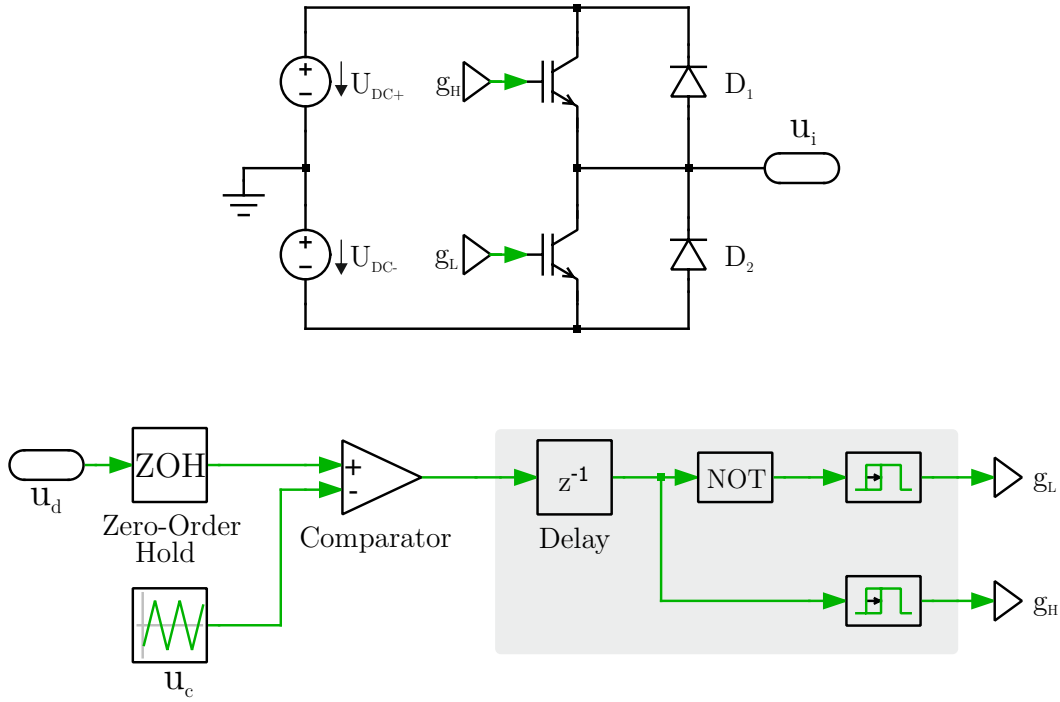 g_H
U_DC+
D_1
u_i
g_L
U_DC-
D_2
u_d
ZOH
Zero-Order
Hold
+
-
Comparator
z^-1
Delay
NOT
g_L
g_H
u_c